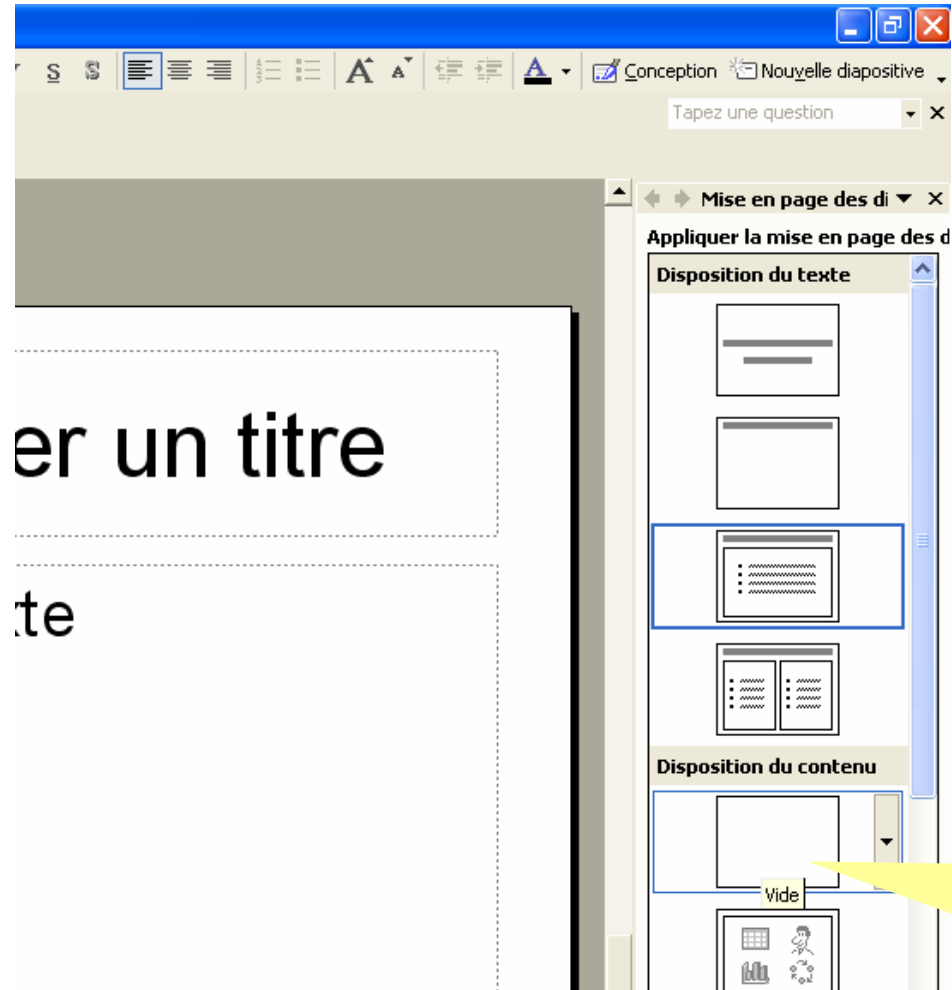 S S A A A Conception Nouvelle diapositive
Tapez une question
Mise en page des di
Appliquer la mise en page des d
Disposition du texte
er un titre
te
Disposition du contenu
Vide